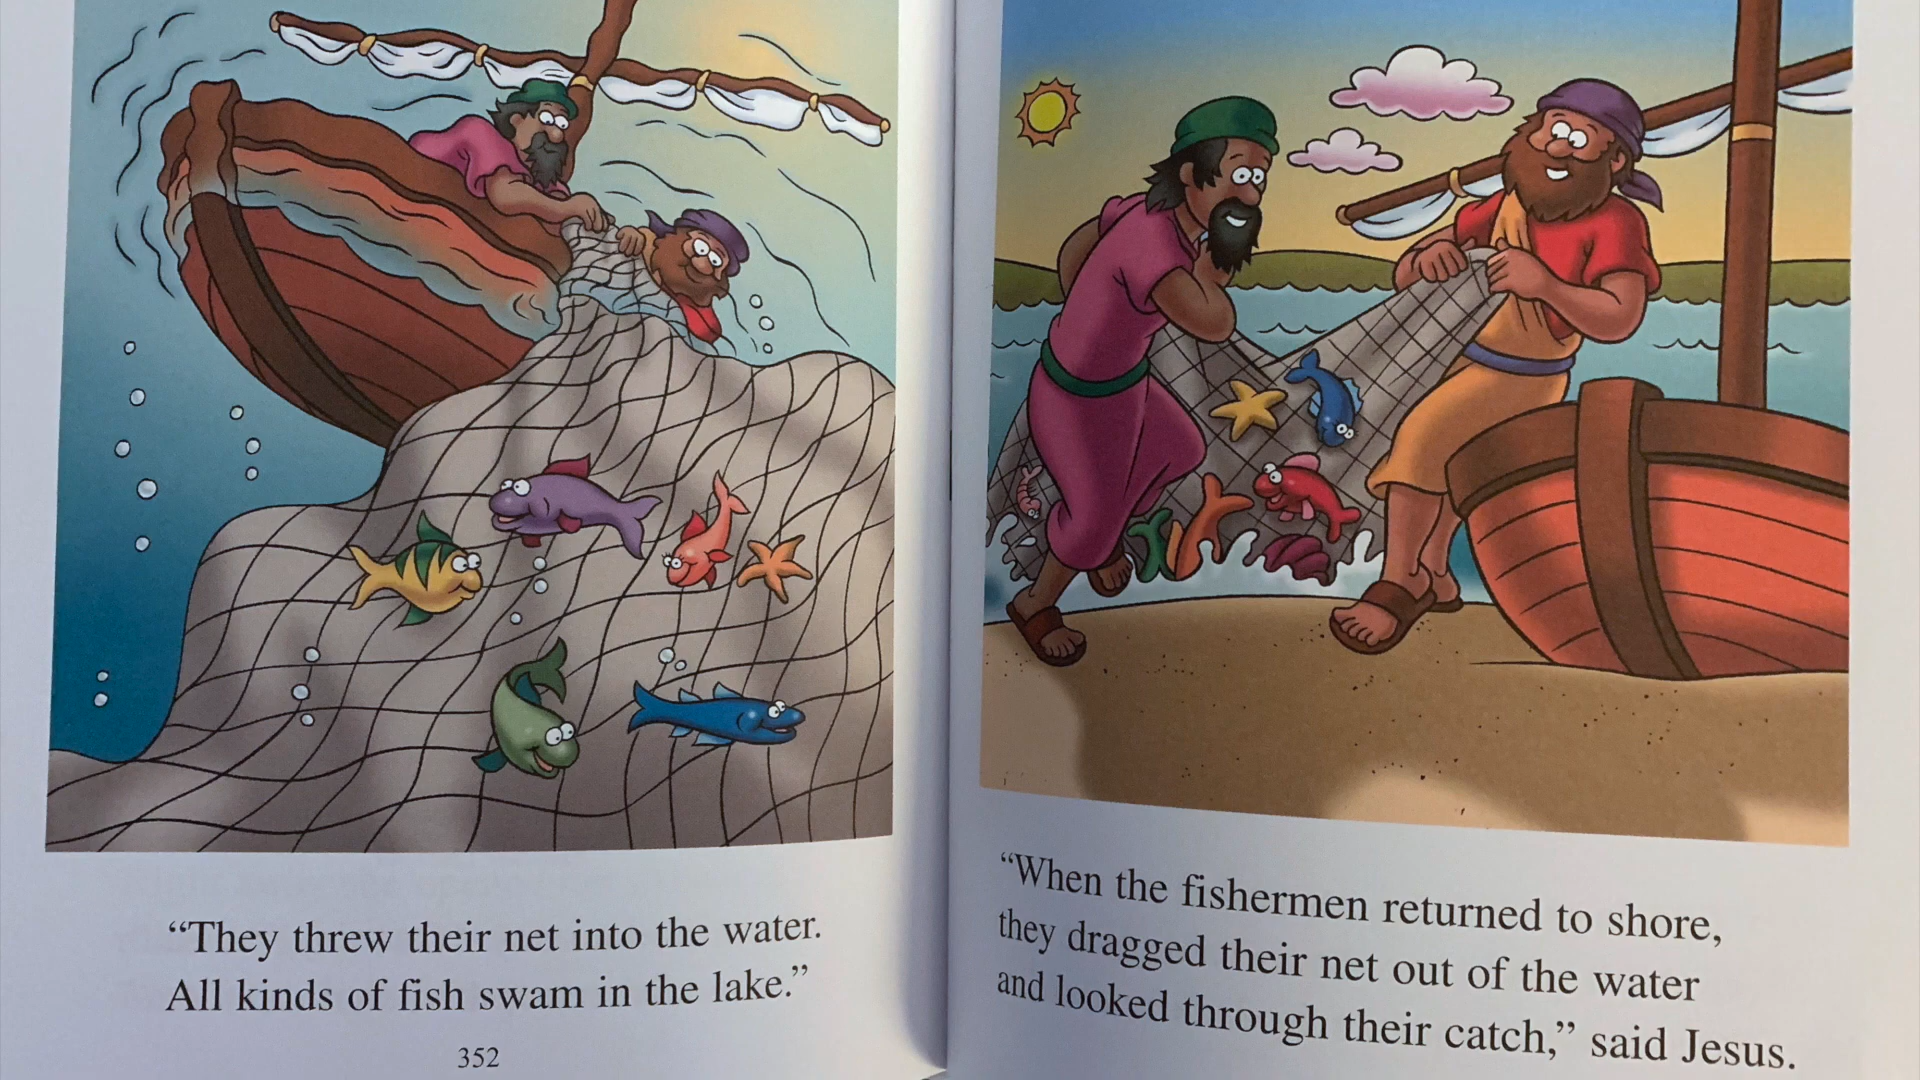 “They threw their net into the water.
All kinds of fish swam in the lake.”
352
“When the fishermen returned to shore,
they dragged their net out of the water
and looked through their catch,” said Jesus.